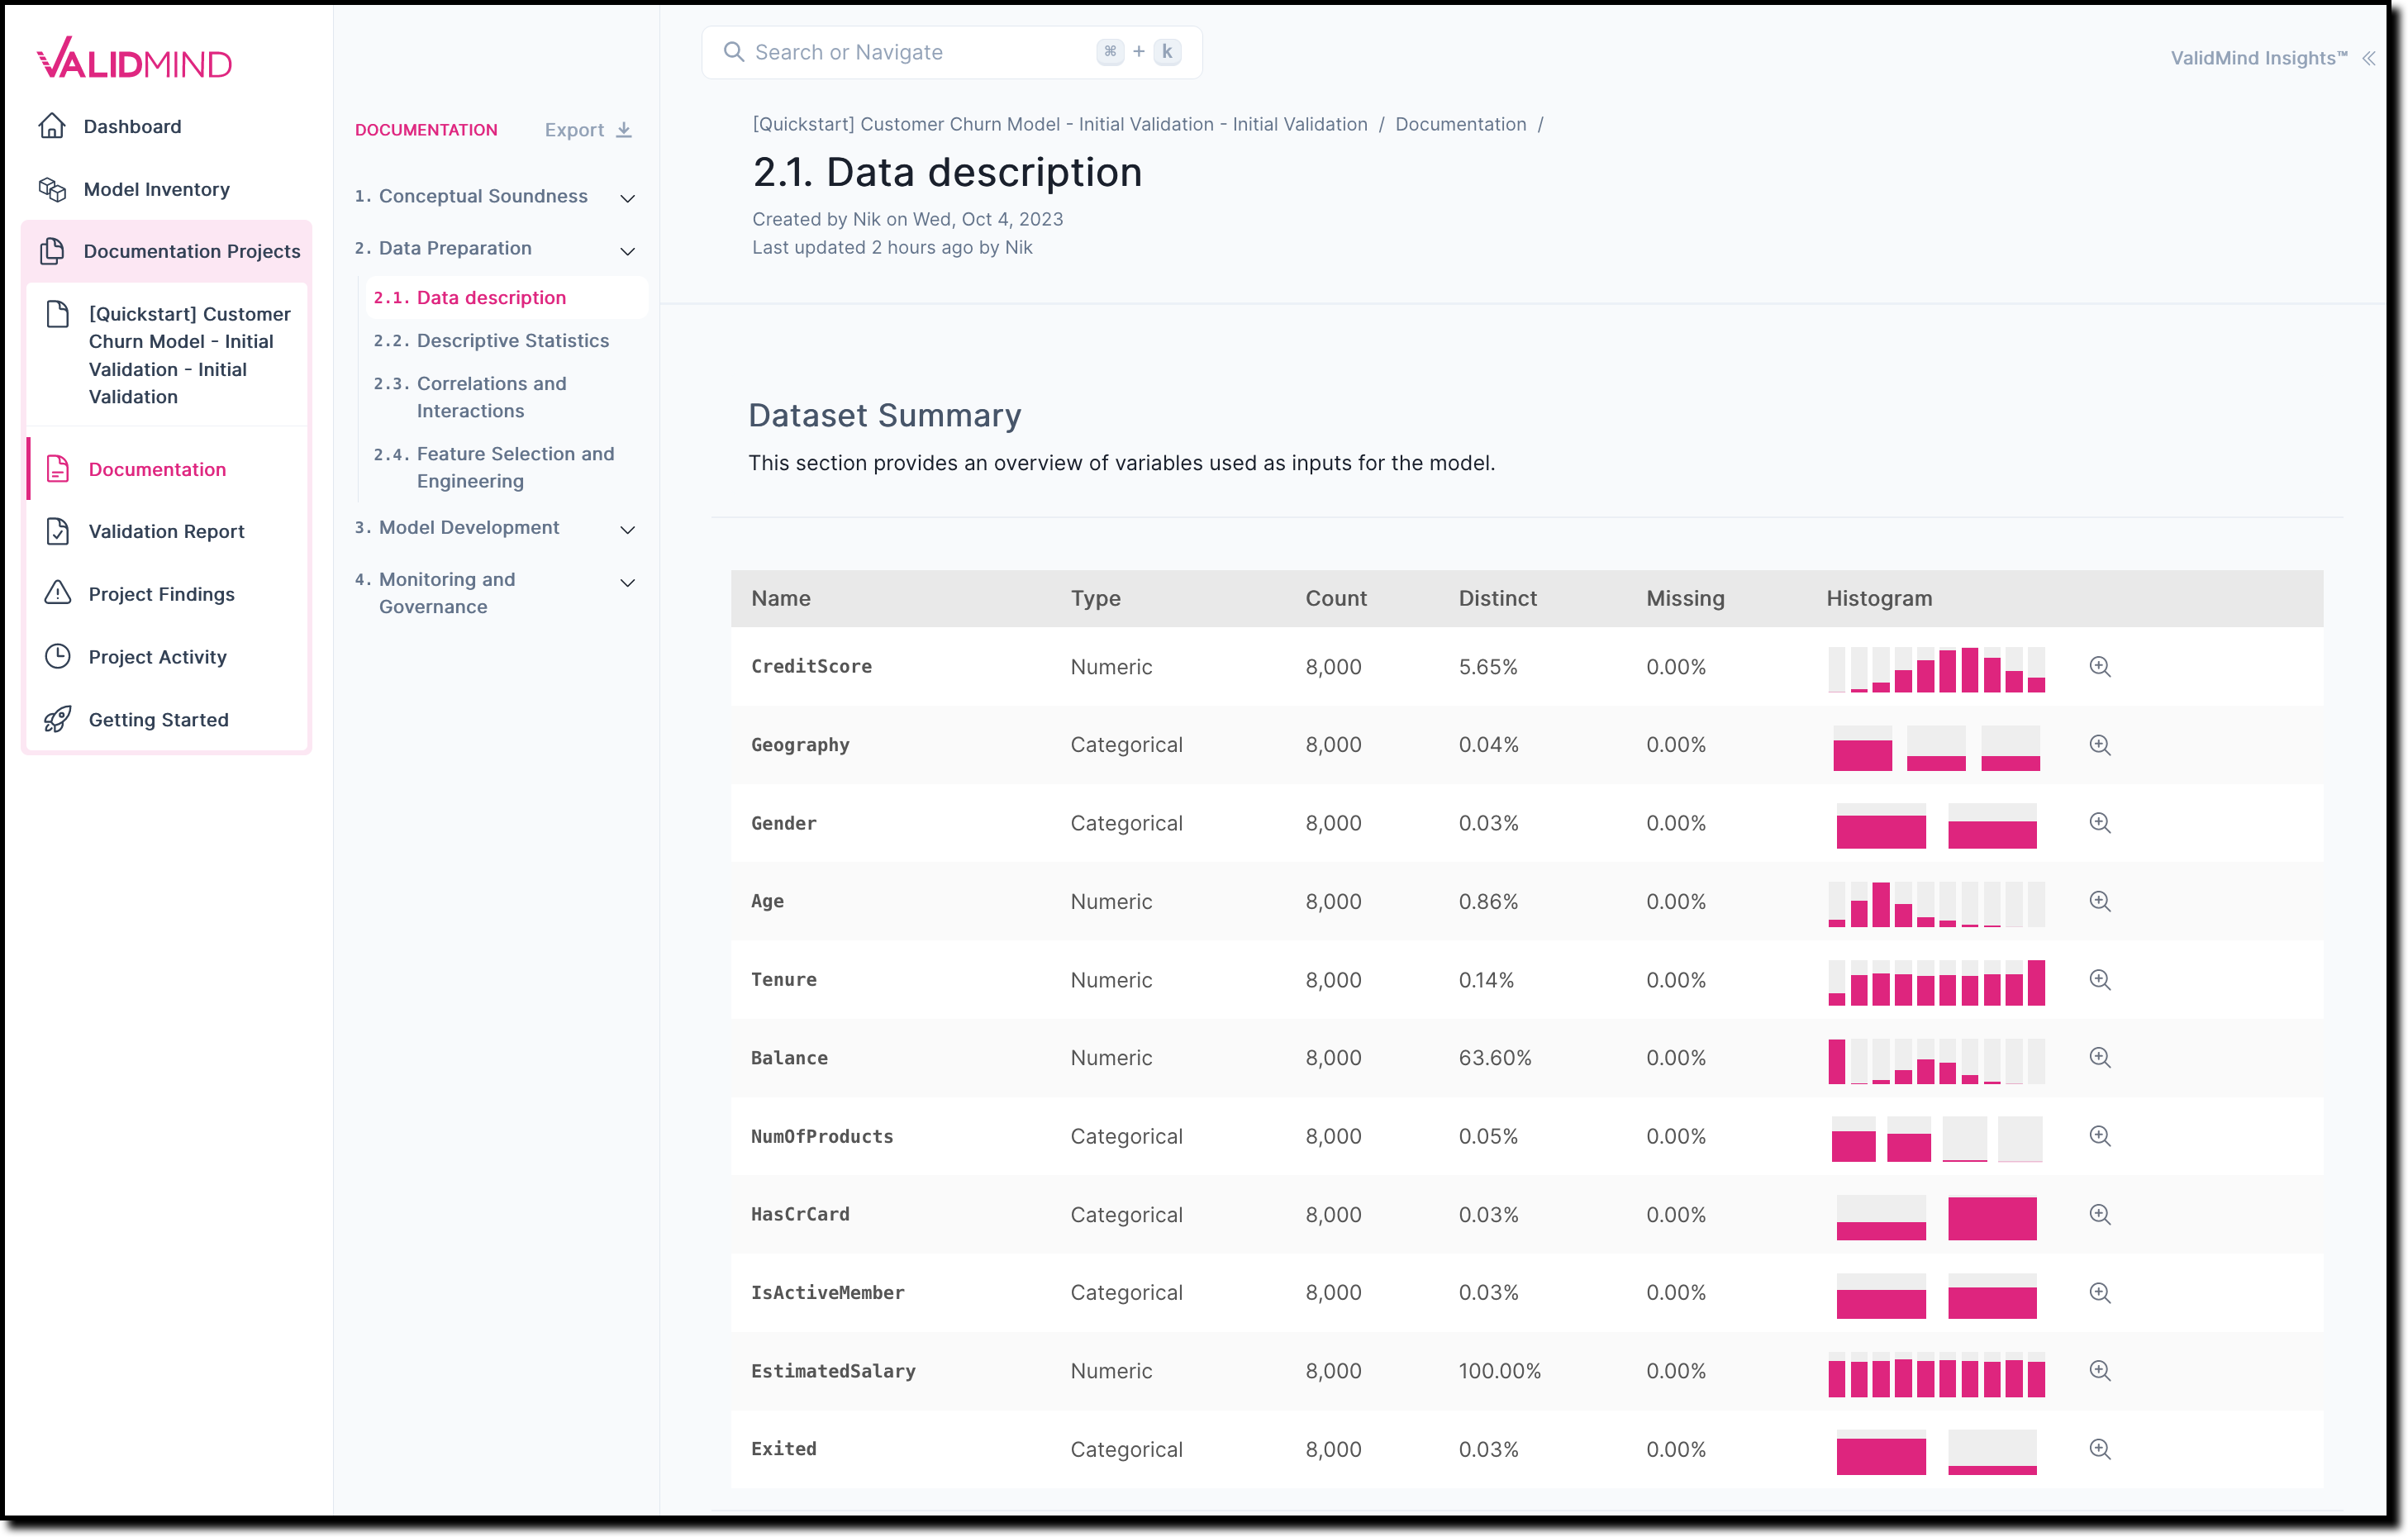 VALIDMIND
Dashboard
Model Inventory
Documentation Projects
[Quickstart] Customer
Churn Model - Initial
Validation - Initial
Validation
Documentation
Validation Report
Project Findings
Project Activity
Getting Started
DOCUMENTATION Export
1. Conceptual Soundness
2. Data Preparation
2.1. Data description
2.2. Descriptive Statistics
2.3. Correlations and
Interactions
2.4. Feature Selection and
Engineering
3. Model Development
4. Monitoring and
Governance
Search or Navigate ⌘ + k
ValidMind Insights™
[Quickstart] Customer Churn Model - Initial Validation - Initial Validation / Documentation /
2.1. Data description
Created by Nik on Wed, Oct 4, 2023
Last updated 2 hours ago by Nik
Dataset Summary
This section provides an overview of variables used as inputs for the model.
Name Type Count Distinct Missing Histogram
CreditScore Numeric 8,000 5.65% 0.00%
Geography Categorical 8,000 0.04% 0.00%
Gender Categorical 8,000 0.03% 0.00%
Age Numeric 8,000 0.86% 0.00%
Tenure Numeric 8,000 0.14% 0.00%
Balance Numeric 8,000 63.60% 0.00%
NumOfProducts Categorical 8,000 0.05% 0.00%
HasCrCard Categorical 8,000 0.03% 0.00%
IsActiveMember Categorical 8,000 0.03% 0.00%
EstimatedSalary Numeric 8,000 100.00% 0.00%
Exited Categorical 8,000 0.03% 0.00%